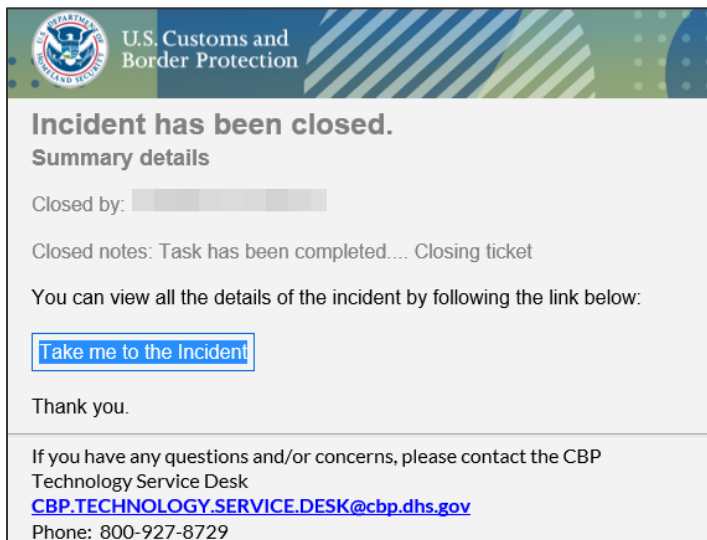 U.S. Customs and
Border Protection
Incident has been closed.
Summary details
Closed by:
Closed notes: Task has been completed.... Closing ticket
You can view all the details of the incident by following the link below:
Take me to the Incident
Thank you.
If you have any questions and/or concerns, please contact the CBP
Technology Service Desk
CBP.TECHNOLOGY.SERVICE.DESK@cbp.dhs.gov
Phone: 800-927-8729